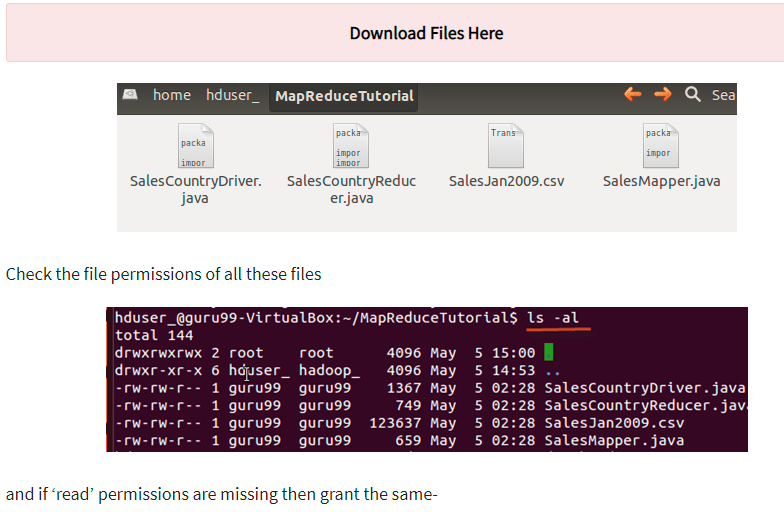 Download Files Here
home hduser_ MapReduceTutorial Sea
packa packa Trans packa
impor impor
impor impor
SalesCountryDriver. SalesCountryReduc SalesJan2009.csv SalesMapper.java
java er.java
Check the file permissions of all these files
hduser_@guru99-VirtualBox:~/MapReduceTutorial$ ls -al
total 144
drwxrwxrwx 2 root root 4096 May 5 15:00 .
drwxr-xr-x 6 hduser_ hadoop_ 4096 May 5 14:53 ..
-rw-rw-r-- 1 guru99 guru99 1367 May 5 02:28 SalesCountryDriver.java
-rw-rw-r-- 1 guru99 guru99 749 May 5 02:28 SalesCountryReducer.jav
-rw-rw-r-- 1 guru99 guru99 123637 May 5 02:28 SalesJan2009.csv
-rw-rw-r-- 1 guru99 guru99 659 May 5 02:28 SalesMapper.java
and if ‘read’ permissions are missing then grant the same-